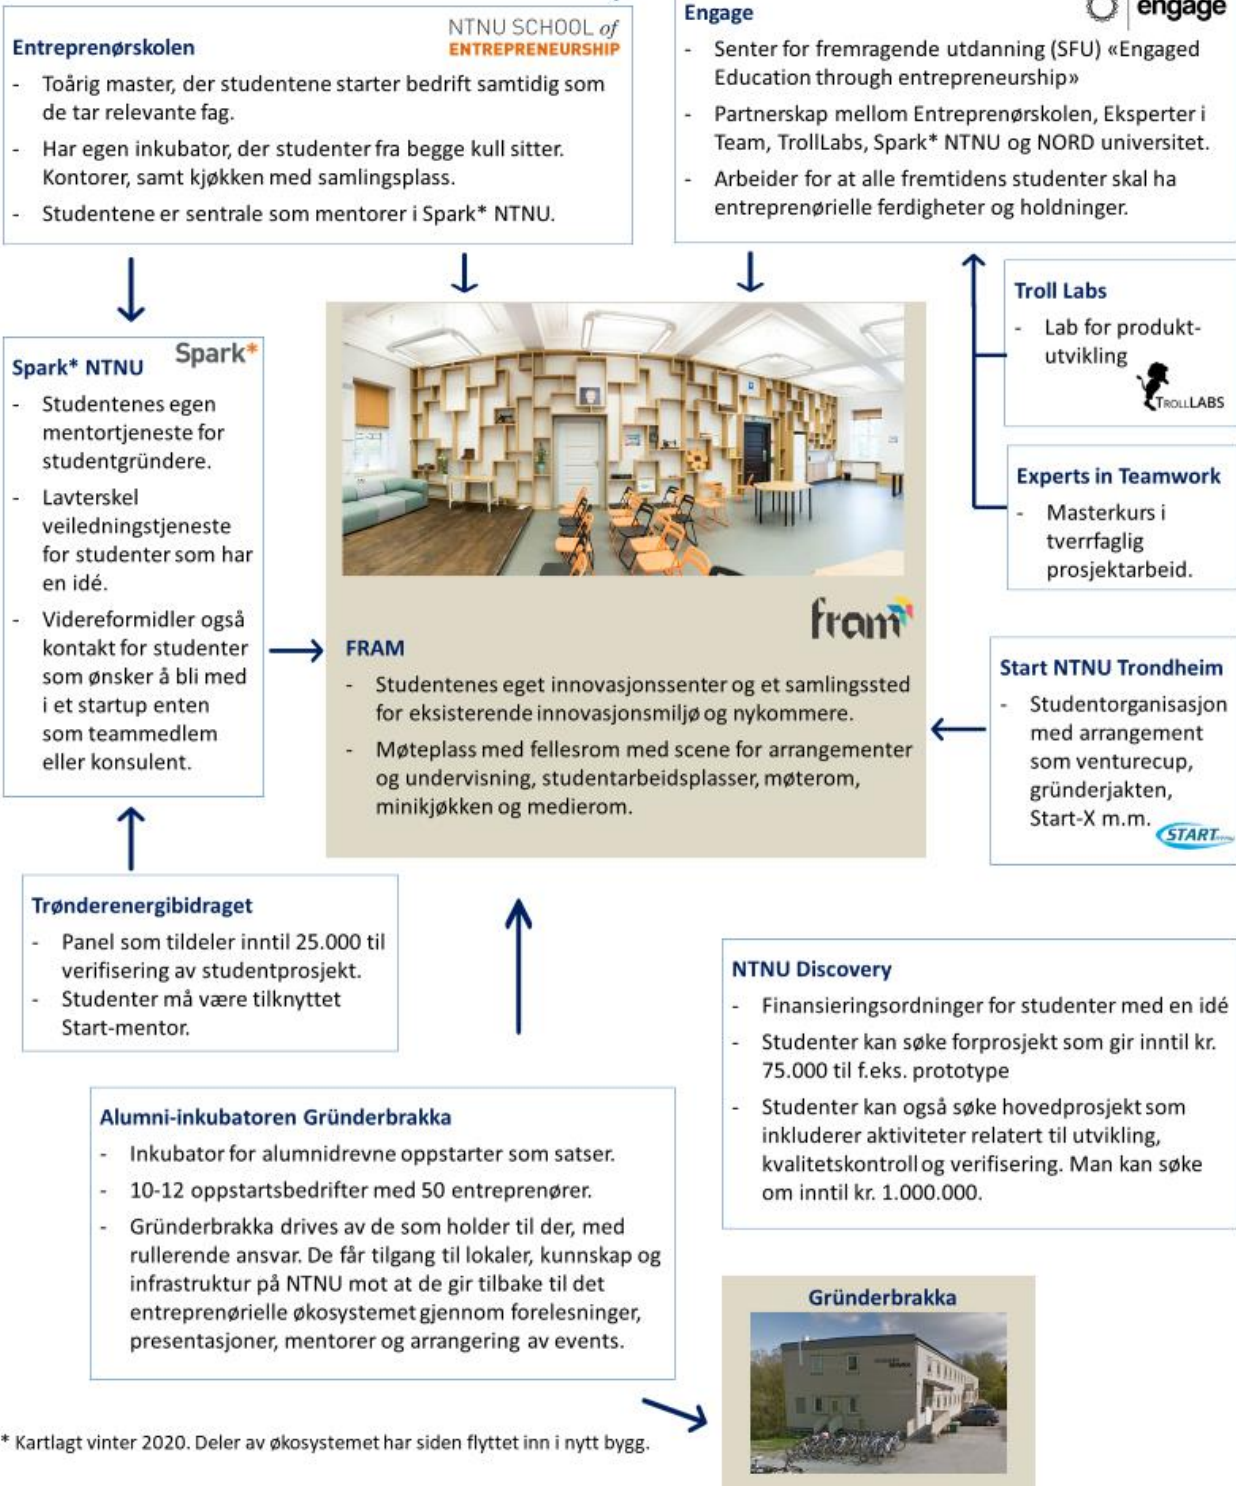 NTNU SCHOOL of
ENTREPRENEURSHIP
Entreprenørskolen
- Toårig master, der studentene starter bedrift samtidig som
de tar relevante fag.
- Har egen inkubator, der studenter fra begge kull sitter.
Kontorer, samt kjøkken med samlingsplass.
- Studentene er sentrale som mentorer i Spark* NTNU.
engage
Engage
- Senter for fremragende utdanning (SFU) «Engaged
Education through entrepreneurship»
- Partnerskap mellom Entreprenørskolen, Eksperter i
Team, TrollLabs, Spark* NTNU og NORD universitet.
- Arbeider for at alle fremtidens studenter skal ha
entreprenørielle ferdigheter og holdninger.
Troll Labs
- Lab for produkt-
utvikling
TROLLLABS
Spark*
Spark* NTNU
- Studentenes egen
mentortjeneste for
studentgründere.
- Lavterskel
veiledningstjeneste
for studenter som har
en idé.
- Videreformidler også
kontakt for studenter
som ønsker å bli med
i et startup enten
som teammedlem
eller konsulent.
Experts in Teamwork
- Masterkurs i
tverrfaglig
prosjektarbeid.
fram
FRAM
- Studentenes eget innovasjonssenter og et samlingssted
for eksisterende innovasjonsmiljø og nykommere.
- Møteplass med fellesrom med scene for arrangementer
og undervisning, studentarbeidsplasser, møterom,
minikjøkken og medierom.
Start NTNU Trondheim
- Studentorganisasjon
med arrangement
som venturecup,
gründerjakten,
Start-X m.m.
START
Trønderenergibidraget
- Panel som tildeler inntil 25.000 til
verifisering av studentprosjekt.
- Studenter må være tilknyttet
Start-mentor.
NTNU Discovery
- Finansieringsordninger for studenter med en idé
- Studenter kan søke forprosjekt som gir inntil kr.
75.000 til f.eks. prototype
- Studenter kan også søke hovedprosjekt som
inkluderer aktiviteter relatert til utvikling,
kvalitetskontroll og verifisering. Man kan søke
om inntil kr. 1.000.000.
Alumni-inkubatoren Gründerbrakka
- Inkubator for alumnidrevne oppstarter som satser.
- 10-12 oppstartsbedrifter med 50 entreprenører.
- Gründerbrakka drives av de som holder til der, med
rullerende ansvar. De får tilgang til lokaler, kunnskap og
infrastruktur på NTNU mot at de gir tilbake til det
entreprenørielle økosystemet gjennom forelesninger,
presentasjoner, mentorer og arrangering av events.
Gründerbrakka
* Kartlagt vinter 2020. Deler av økosystemet har siden flyttet inn i nytt bygg.